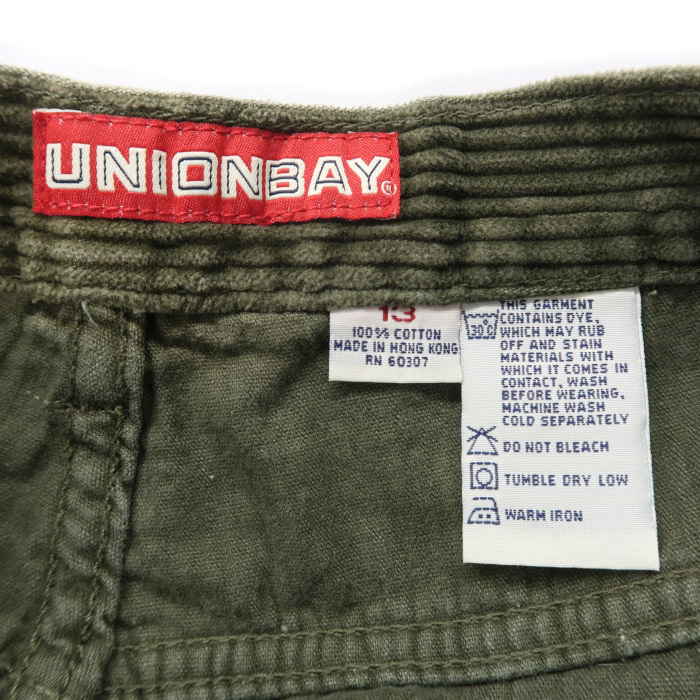 UNIONBAY®
13
100% COTTON
MADE IN HONG KONG
RN 60307
30C
THIS GARMENT
CONTAINS DYE,
WHICH MAY RUB
OFF AND STAIN
MATERIALS WITH
WHICH IT COMES IN
CONTACT, WASH
BEFORE WEARING,
MACHINE WASH
COLD SEPARATELY
DO NOT BLEACH
TUMBLE DRY LOW
WARM IRON